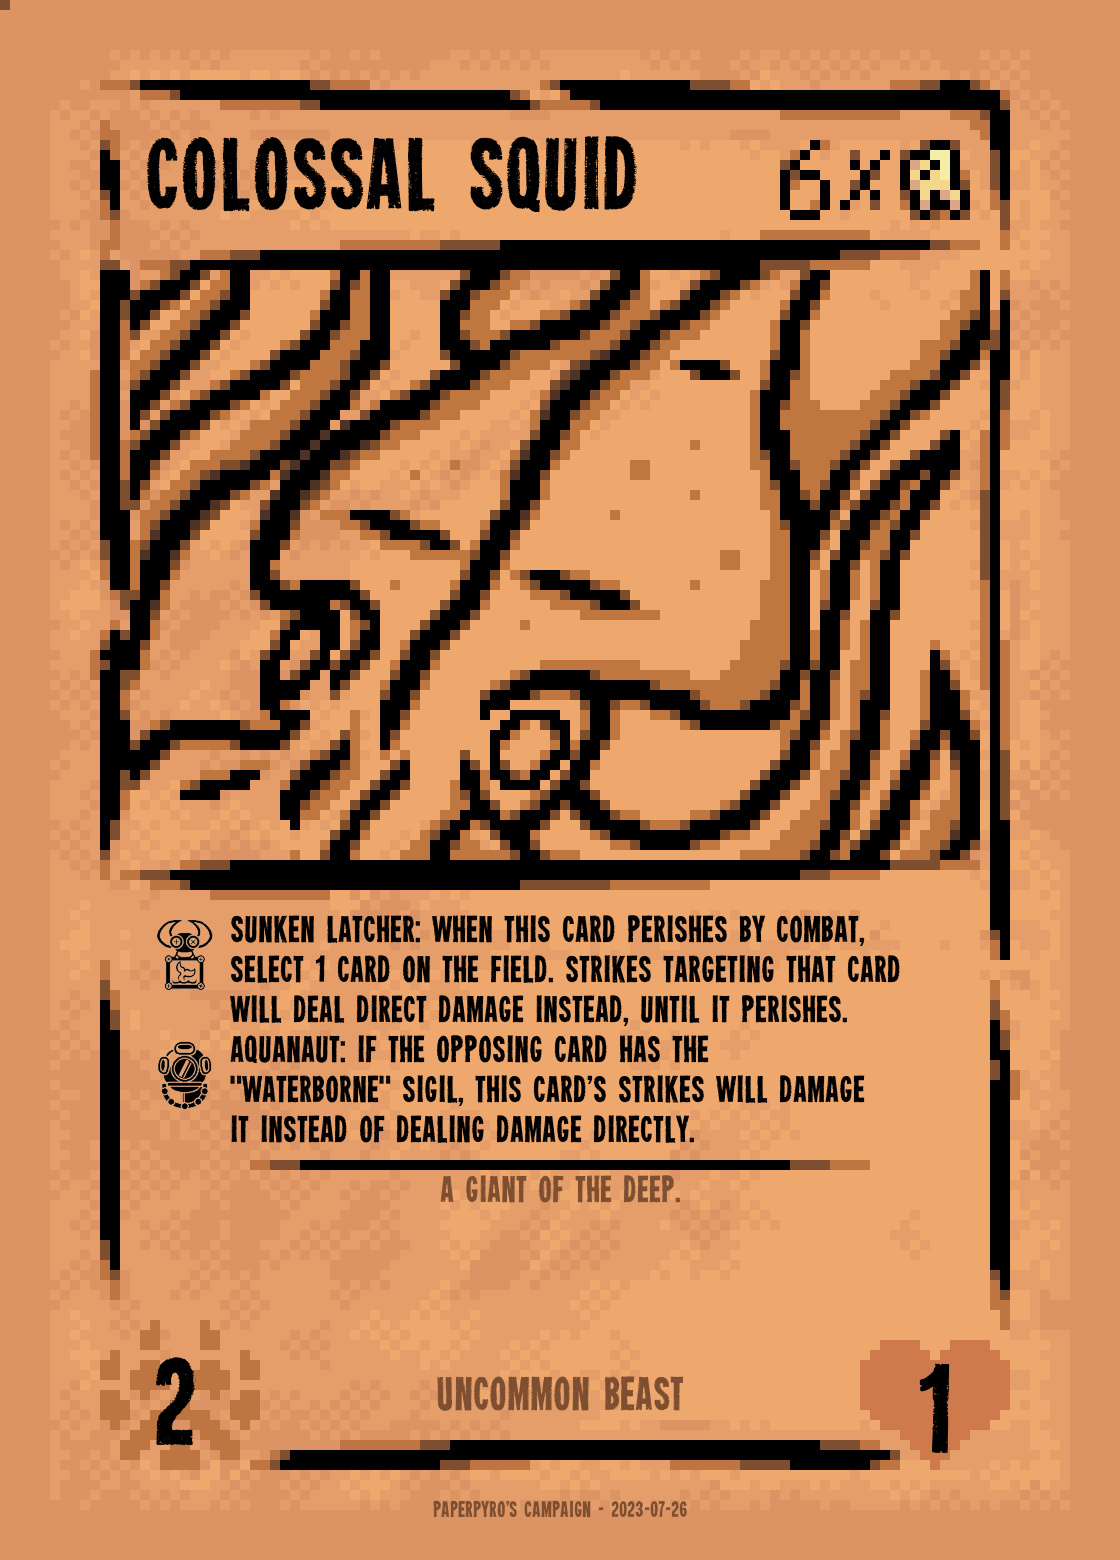 COLOSSAL SQUID
6x
SUNKEN LATCHER: WHEN THIS CARD PERISHES BY COMBAT,
SELECT 1 CARD ON THE FIELD. STRIKES TARGETING THAT CARD
WILL DEAL DIRECT DAMAGE INSTEAD, UNTIL IT PERISHES.
AQUANAUT: IF THE OPPOSING CARD HAS THE
"WATERBORNE" SIGIL, THIS CARD'S STRIKES WILL DAMAGE
IT INSTEAD OF DEALING DAMAGE DIRECTLY.
A GIANT OF THE DEEP.
2
UNCOMMON BEAST
1
PAPERPYRO'S CAMPAIGN - 2023-07-26